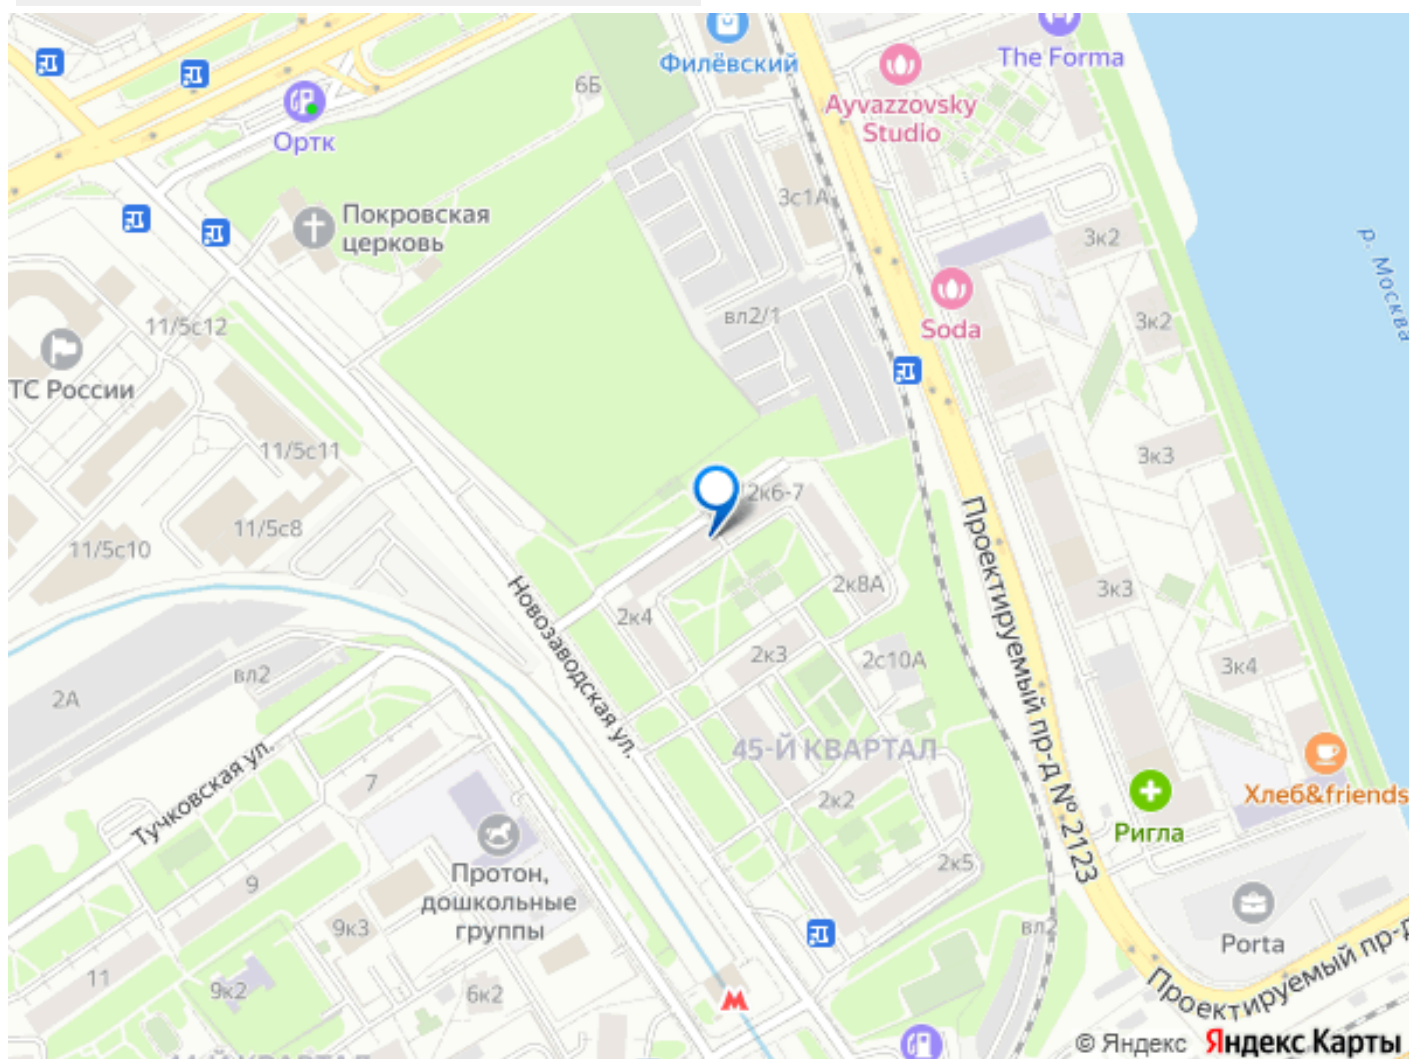 Филёвский
The Forma
Ayvazzovsky
Studio
6Б
Ортк
Покровская
церковь
3с1А
3к2
р. Москва
Soda
3к2
вл2/1
11/5с12
ТС России
11/5с11
3к3
2к6-7
11/5с8
11/5с10
Проектируемый пр-д № 2123
Новозаводская ул.
2к4
2к8А
3к3
2к3
2с10А
3к4
вл2
2А
45-Й КВАРТАЛ
Тучковская ул.
7
2к2
Хлеб&friends
Ригла
Протон,
дошкольные
группы
9
2к5
9к3
вл2
Porta
11
9к2
6к2
Проектируемый пр-д
© Яндекс Яндекс Карты